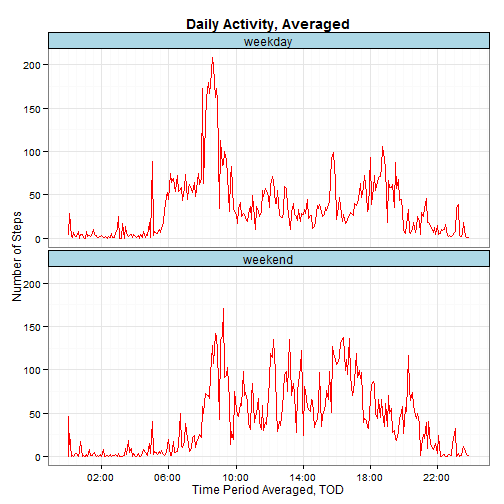 Daily Activity, Averaged
weekday
200
150
100
50
0
Number of Steps
weekend
200
150
100
50
0
02:00 06:00 10:00 14:00 18:00 22:00
Time Period Averaged, TOD